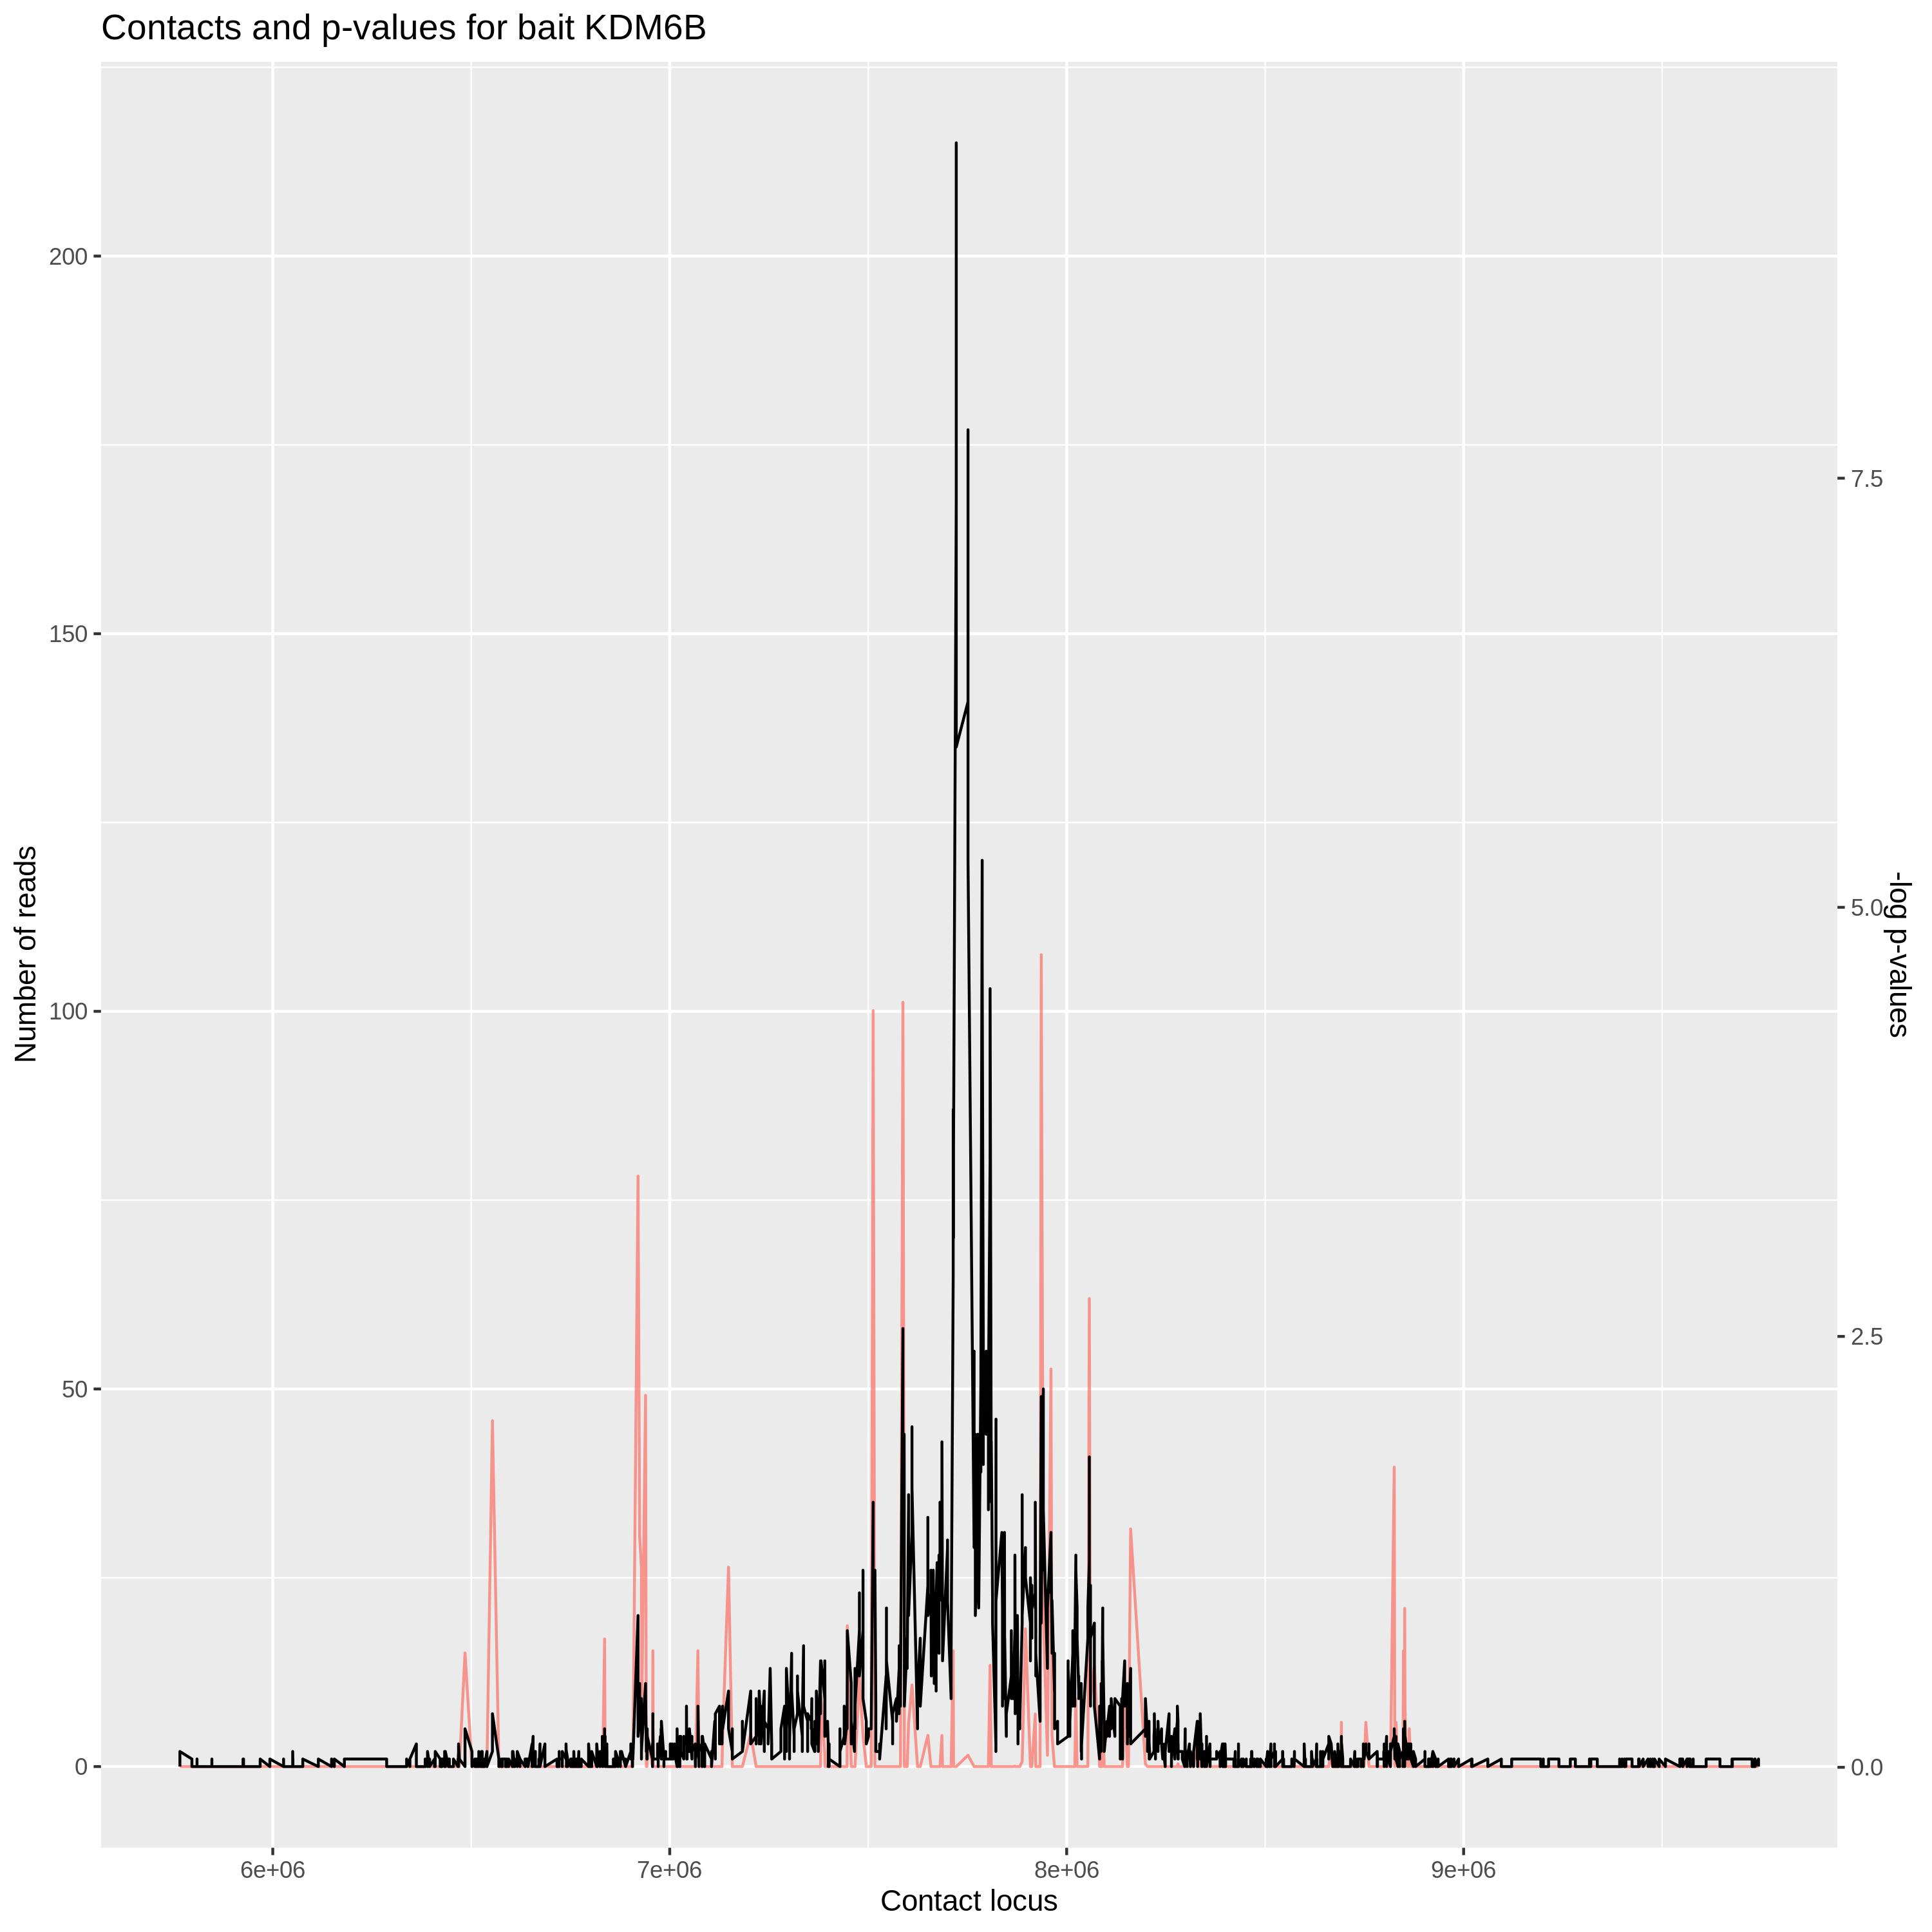 Contacts and p-values for bait KDM6B
200
150
100
50
0
Number of reads
7.5
5.0
2.5
0.0
-log p-values
6e+06
7e+06
8e+06
9e+06
Contact locus